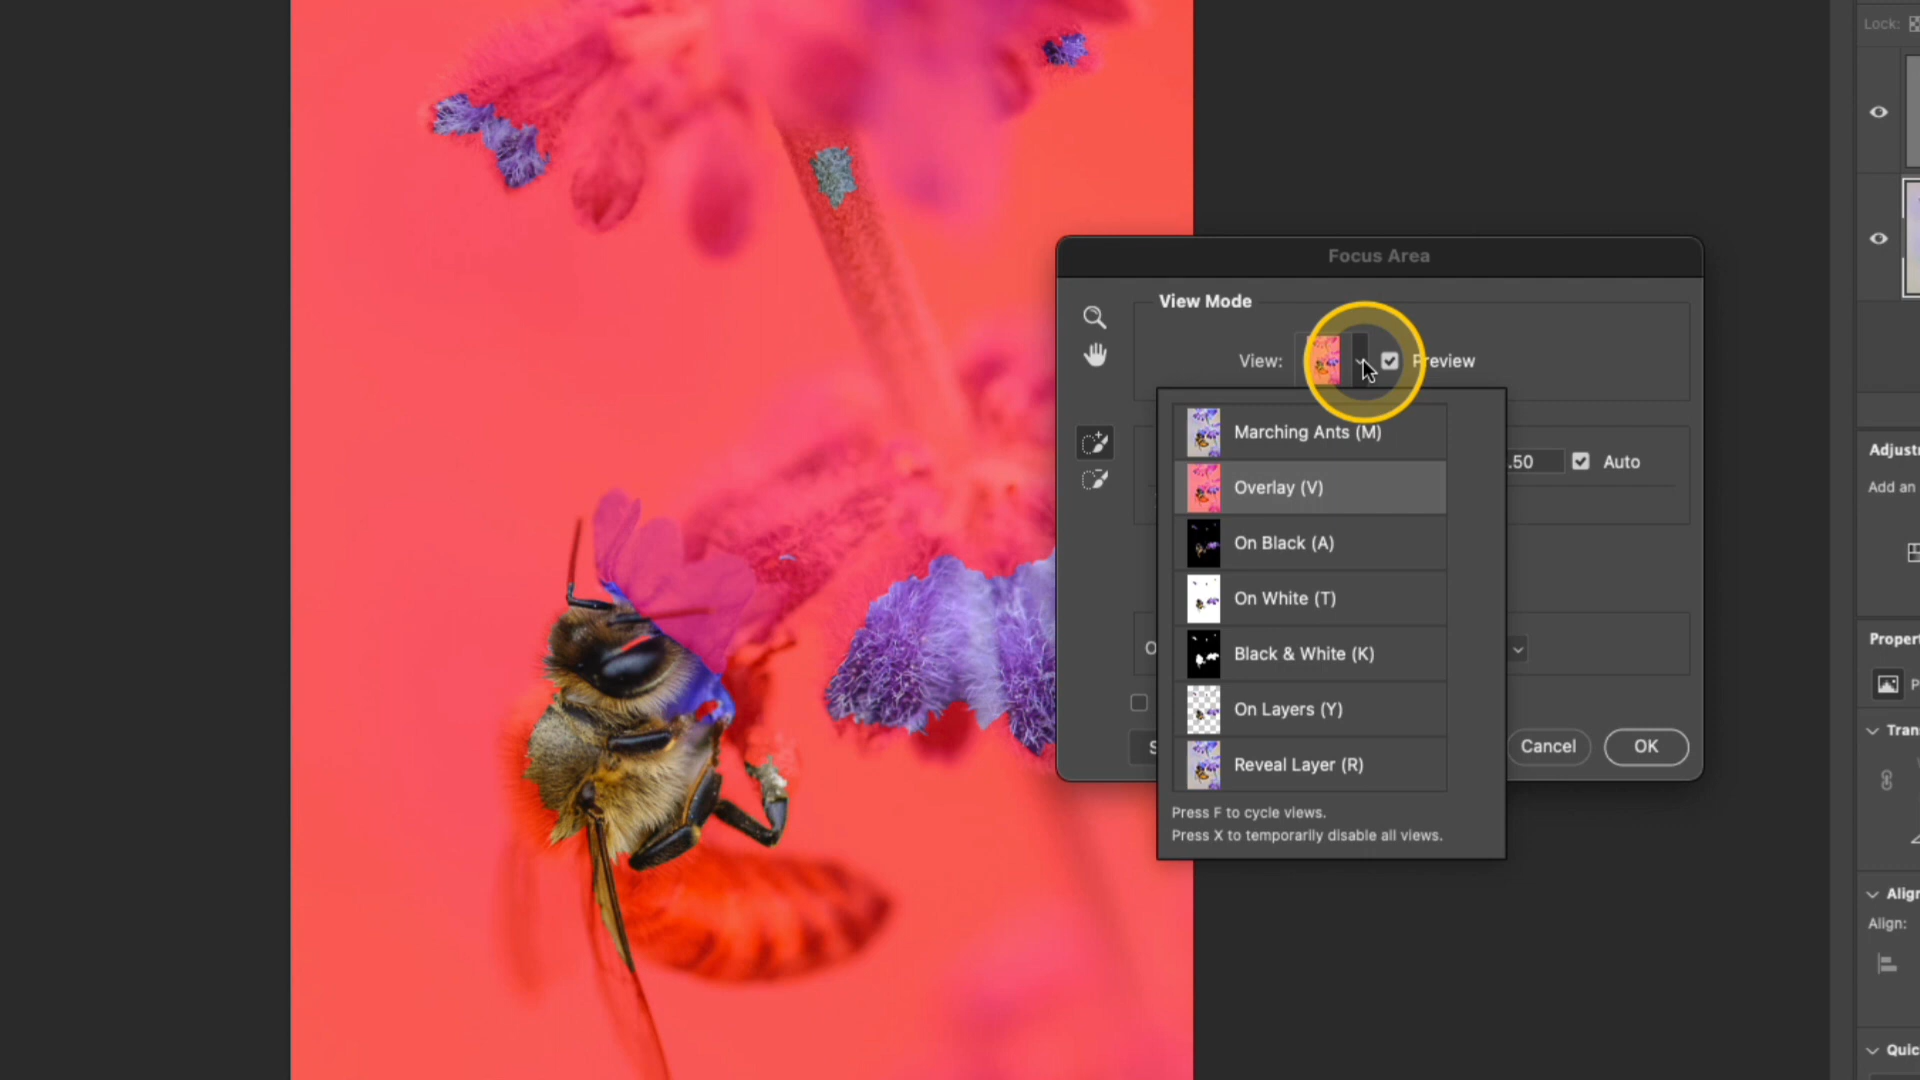 Lock:
Focus Area
View Mode
View:
Preview
Marching Ants (M)
Overlay (V)
On Black (A)
On White (T)
Black & White (K)
On Layers (Y)
Reveal Layer (R)
Press F to cycle views.
Press X to temporarily disable all views.
.50
Auto
Cancel
OK
Adjust
Add an
Proper
Tran
Align
Align:
Quic